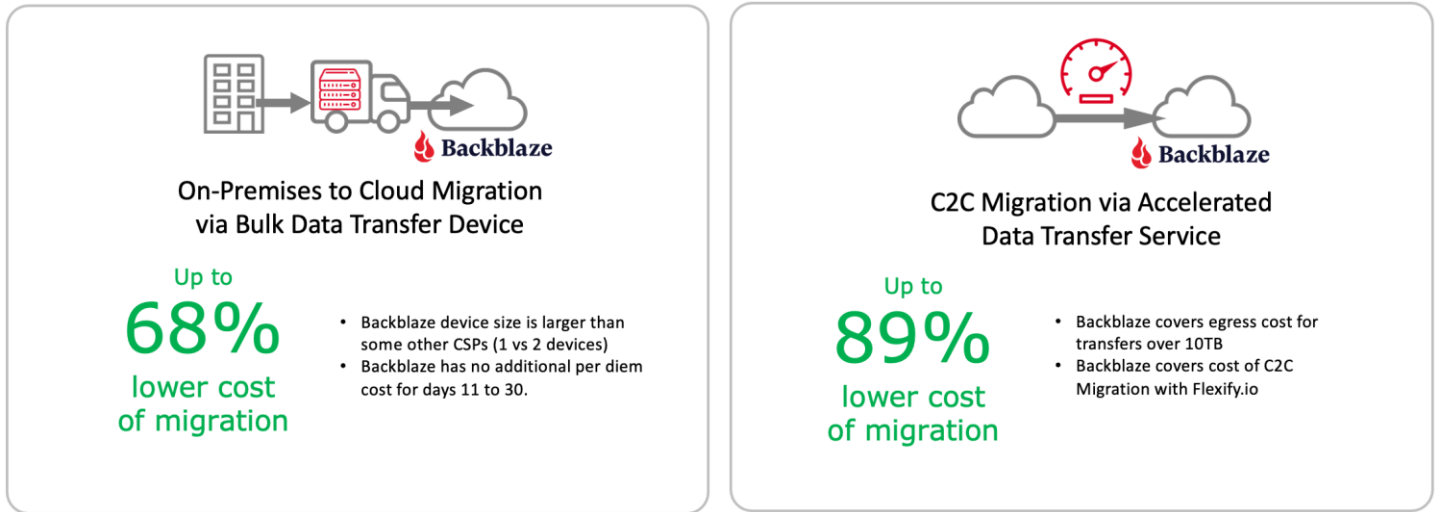 Backblaze
On-Premises to Cloud Migration
via Bulk Data Transfer Device
Up to
68%
lower cost
of migration
• Backblaze device size is larger than
some other CSPs (1 vs 2 devices)
• Backblaze has no additional per diem
cost for days 11 to 30.
Backblaze
C2C Migration via Accelerated
Data Transfer Service
Up to
89%
lower cost
of migration
• Backblaze covers egress cost for
transfers over 10TB
• Backblaze covers cost of C2C
Migration with Flexify.io